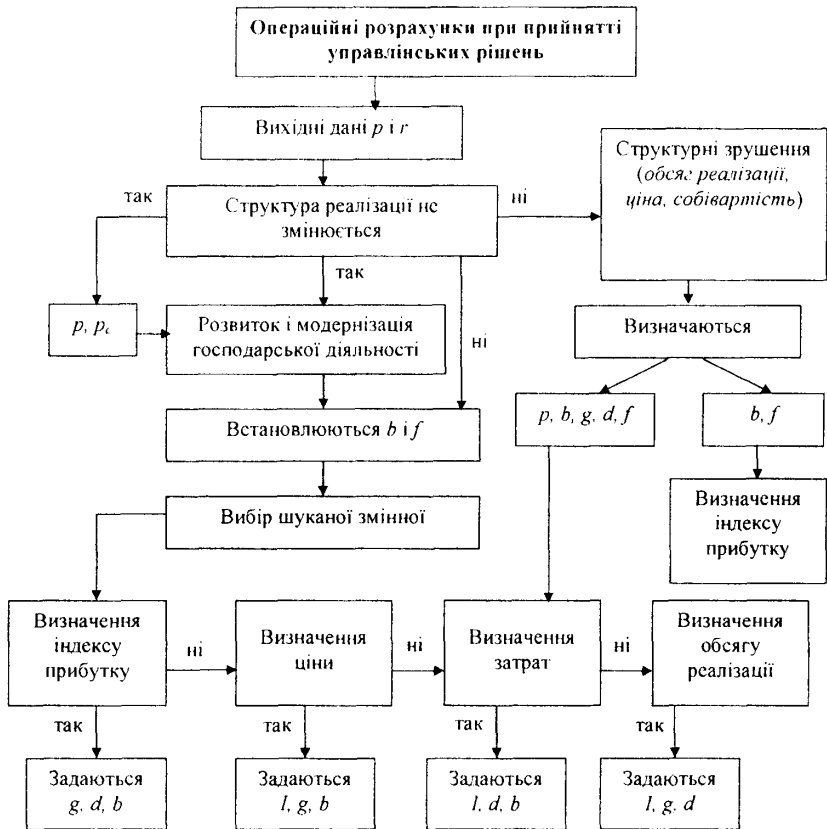 Операційні розрахунки при прийнятті
управлінських рішень
Вихідні дані p і r
Структурні зрушення
(обсяг реалізації,
ціна, собівартість)
так
Структура реалізації не
змінюється
ні
так
p, pc
Розвиток і модернізація
господарської діяльності
ні
Визначаються
Встановлюються b і f
p, b, g, d, f
b, f
Вибір шуканої змінної
Визначення
індексу
прибутку
Визначення
індексу
прибутку
ні
Визначення
ціни
ні
Визначення
затрат
ні
Визначення
обсягу
реалізації
так
так
так
так
Задаються
g, d, b
Задаються
l, g, b
Задаються
l, d, b
Задаються
l, g, d